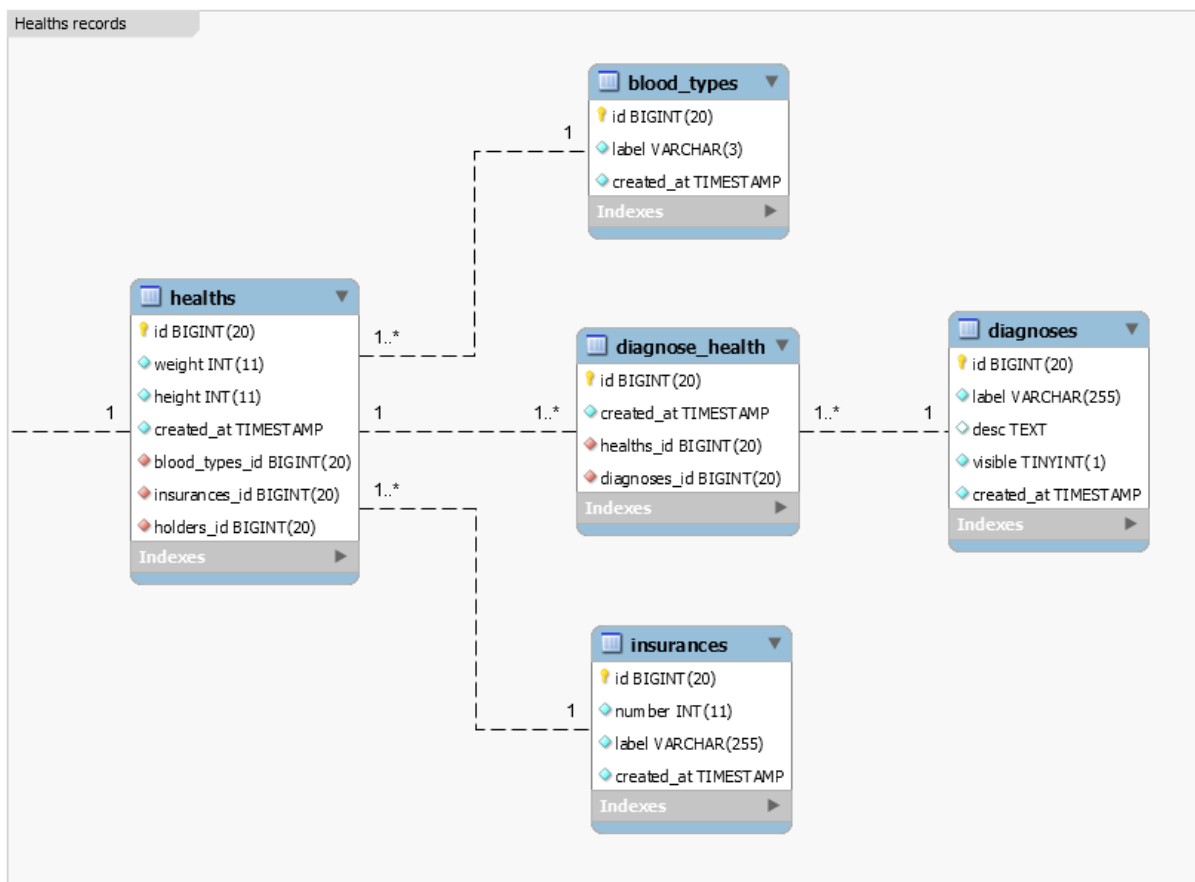 Healths records
blood_types
id BIGINT(20)
label VARCHAR(3)
created_at TIMESTAMP
Indexes
1
healths
id BIGINT(20)
weight INT(11)
height INT(11)
created_at TIMESTAMP
blood_types_id BIGINT(20)
insurances_id BIGINT(20)
holders_id BIGINT(20)
Indexes
1
1..*
1
1..*
diagnose_health
id BIGINT(20)
created_at TIMESTAMP
healths_id BIGINT(20)
diagnoses_id BIGINT(20)
Indexes
1..*
1..*
1
diagnoses
id BIGINT(20)
label VARCHAR(255)
desc TEXT
visible TINYINT(1)
created_at TIMESTAMP
Indexes
insurances
id BIGINT(20)
number INT(11)
label VARCHAR(255)
created_at TIMESTAMP
Indexes
1